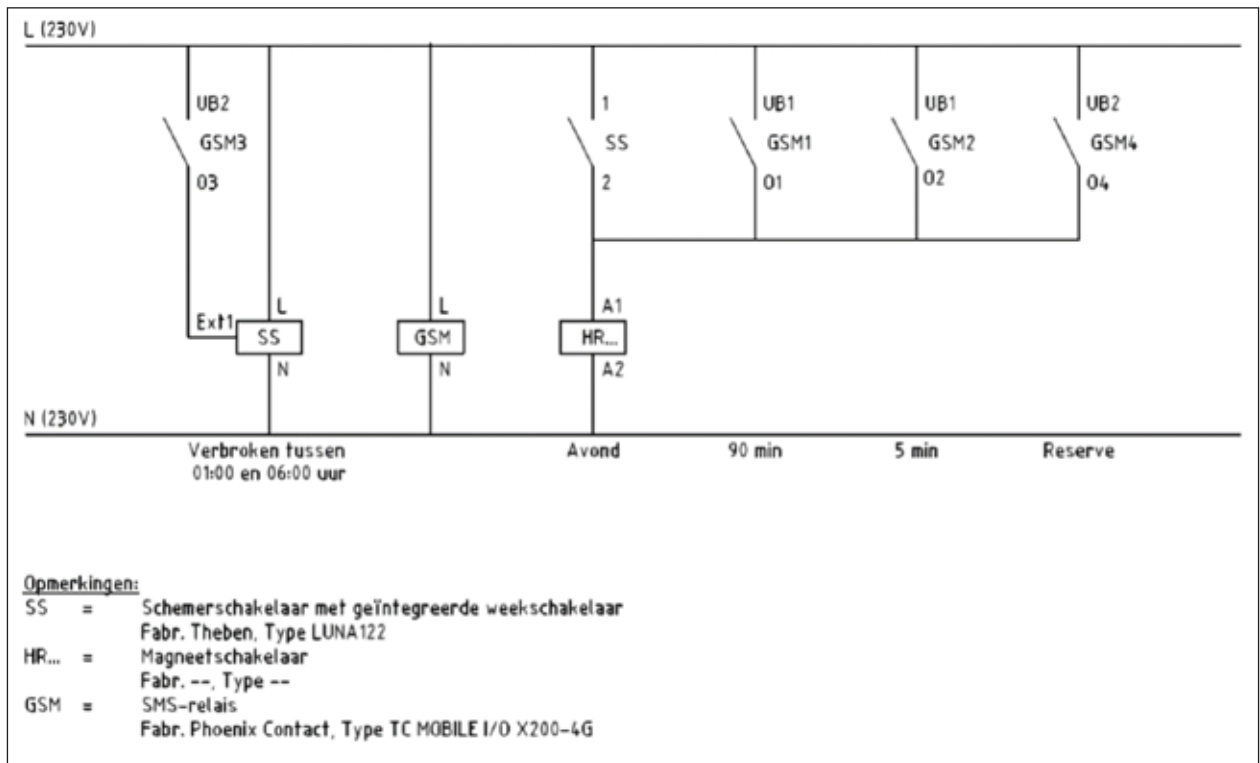 L (230V)
UB2
GSM3
03
1
SS
2
UB1
GSM1
01
UB1
GSM2
02
UB2
GSM4
04
Ext1
L
SS
N
L
GSM
N
A1
HR...
A2
N (230V)
Verbroken tussen
01:00 en 06:00 uur
Avond
90 min
5 min
Reserve
Opmerkingen:
SS = Schemerschakelaar met geïntegreerde weekschakelaar
Fabr. Theben, Type LUNA122
HR... = Magneetschakelaar
Fabr. --, Type --
GSM = SMS-relais
Fabr. Phoenix Contact, Type TC MOBILE I/O X200-4G